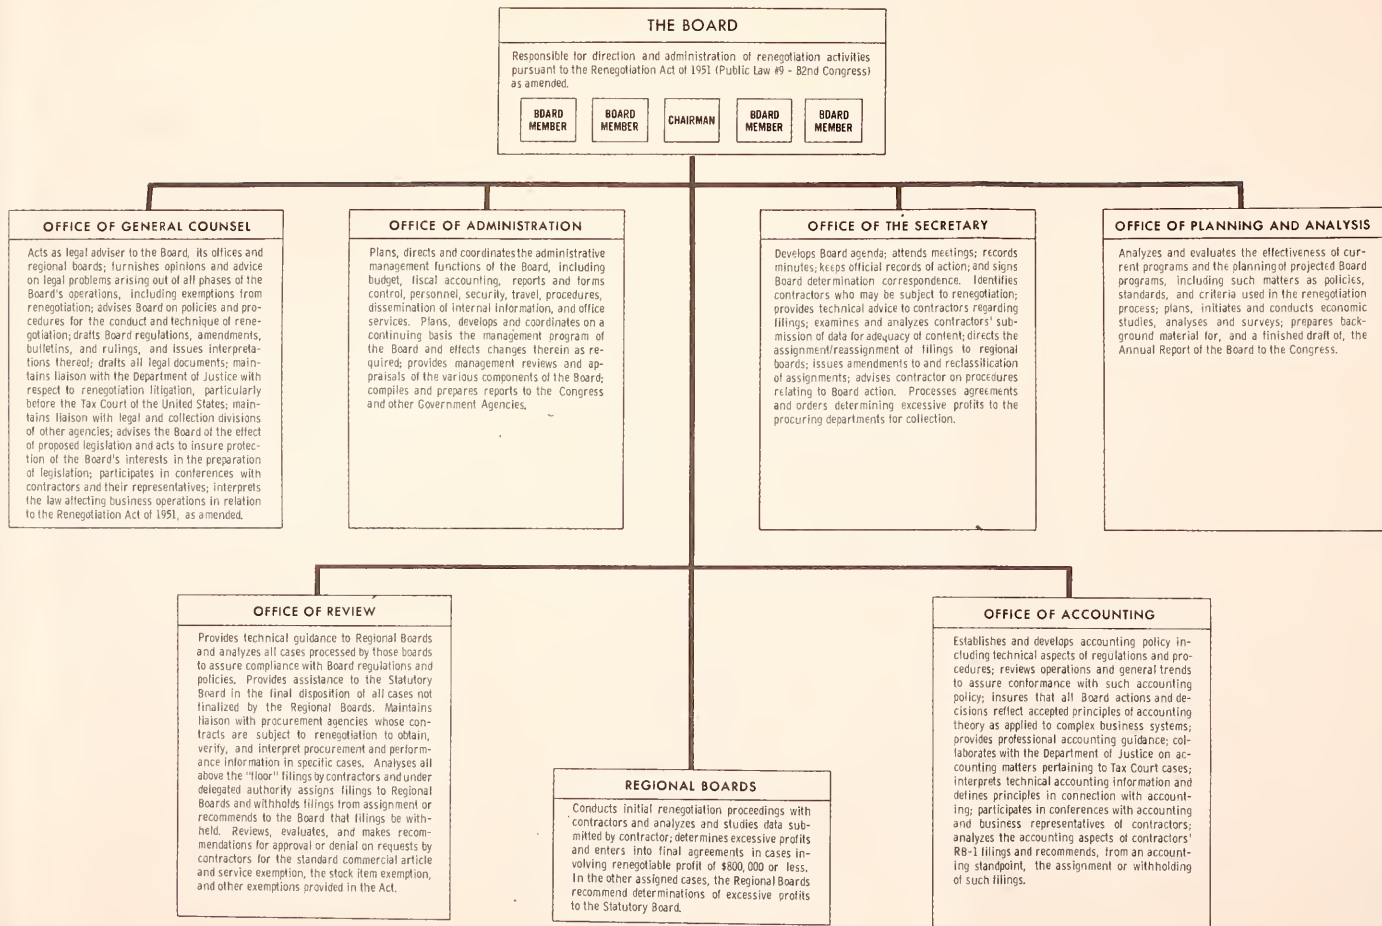 THE BOARD
Responsible for direction and administration of renegotiation activities
pursuant to the Renegotiation Act of 1951 (Public Law #9 - 82nd Congress)
as amended.
BOARD
MEMBER
BOARD
MEMBER
CHAIRMAN
BOARD
MEMBER
BOARD
MEMBER
OFFICE OF GENERAL COUNSEL
Acts as legal adviser to the Board, its offices and
regional boards; furnishes opinions and advice
on legal problems arising out of all phases of the
Board's operations, including exemptions from
renegotiation; advises Board on policies and pro-
cedures for the conduct and technique of rene-
gotiation; drafts Board regulations, amendments,
bulletins, and rulings, and issues interpreta-
tions thereof; drafts all legal documents; main-
tains liaison with the Department of Justice with
respect to renegotiation litigation, particularly
before the Tax Court of the United States; main-
tains liaison with legal and collection divisions
of other agencies; advises the Board of the effect
of proposed legislation and acts to insure protec-
tion of the Board's interests in the preparation
of legislation; participates in conferences with
contractors and their representatives; interprets
the law affecting business operations in relation
to the Renegotiation Act of 1951, as amended.
OFFICE OF ADMINISTRATION
Plans, directs and coordinates the administrative
management functions of the Board, including
budget, fiscal accounting, reports and forms
control, personnel, security, travel, procedures,
dissemination of internal information, and office
services. Plans, develops and coordinates on a
continuing basis the management program of
the Board and effects changes therein as re-
quired; provides management reviews and ap-
praisals of the various components of the Board;
compiles and prepares reports to the Congress
and other Government Agencies.
OFFICE OF THE SECRETARY
Develops Board agenda; attends meetings; records
minutes; keeps official records of action; and signs
Board determination correspondence. Identifies
contractors who may be subject to renegotiation;
provides technical advice to contractors regarding
filings; examines and analyzes contractors' sub-
mission of data for adequacy of content; directs the
assignment/reassignment of filings to regional
boards; issues amendments to and reclassification
of assignments; advises contractor on procedures
relating to Board action. Processes agreements
and orders determining excessive profits to the
procuring departments for collection.
OFFICE OF PLANNING AND ANALYSIS
Analyzes and evaluates the effectiveness of cur-
rent programs and the planning of projected Board
programs, including such matters as policies,
standards, and criteria used in the renegotiation
process; plans, initiates and conducts economic
studies, analyses and surveys; prepares back-
ground material for, and a finished draft of, the
Annual Report of the Board to the Congress.
OFFICE OF REVIEW
Provides technical guidance to Regional Boards
and analyzes all cases processed by those boards
to assure compliance with Board regulations and
policies. Provides assistance to the Statutory
Board in the final disposition of all cases not
finalized by the Regional Boards. Maintains
liaison with procurement agencies whose con-
tracts are subject to renegotiation to obtain,
verify, and interpret procurement and perform-
ance information in specific cases. Analyses all
above the "floor" filings by contractors and under
delegated authority assigns filings to Regional
Boards and withholds filings from assignment or
recommends to the Board that filings be with-
held. Reviews, evaluates, and makes recom-
mendations for approval or denial on requests by
contractors for the standard commercial article
and service exemption, the stock item exemption,
and other exemptions provided in the Act.
REGIONAL BOARDS
Conducts initial renegotiation proceedings with
contractors and analyzes and studies data sub-
mitted by contractor; determines excessive profits
and enters into final agreements in cases in-
volving renegotiable profit of $800,000 or less.
In the other assigned cases, the Regional Boards
recommend determinations of excessive profits
to the Statutory Board.
OFFICE OF ACCOUNTING
Establishes and develops accounting policy in-
cluding technical aspects of regulations and pro-
cedures; reviews operations and general trends
to assure conformance with such accounting
policy; insures that all Board actions and de-
cisions reflect accepted principles of accounting
theory as applied to complex business systems;
provides professional accounting guidance; col-
laborates with the Department of Justice on ac-
counting matters pertaining to Tax Court cases;
interprets technical accounting information and
defines principles in connection with account-
ing; participates in conferences with accounting
and business representatives of contractors;
analyzes the accounting aspects of contractors'
RB-1 filings and recommends, from an account-
ing standpoint, the assignment or withholding
of such filings.